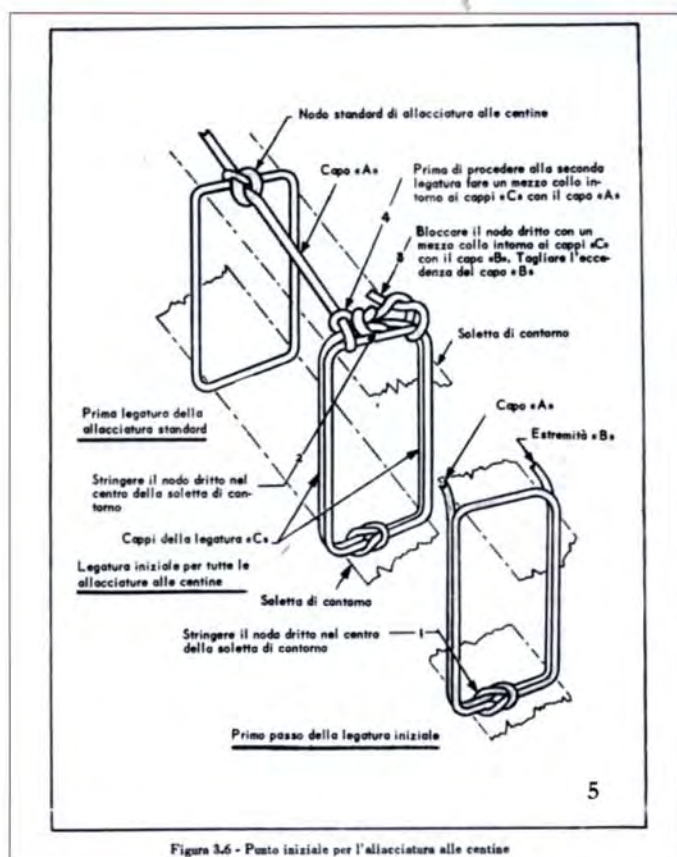 Nodo standard di allacciatura alle centine
Capo «A»
Prima di procedere alla seconda
legatura fare un mezzo collo in-
torno ai cappi «C» con il capo «A»
4
Bloccare il nodo dritto con un
mezzo collo intorno ai cappi «C»
3 con il capo «B». Tagliare l'ecce-
denza del capo «B»
Soletta di contorno
Prima legatura della
allacciatura standard
Capo «A»
Estremità «B»
2
Stringere il nodo dritto nel
centro della soletta di con-
torno
Cappi della legatura «C»
Legatura iniziale per tutte le
allacciature alle centine
Soletta di contorno
Stringere il nodo dritto nel centro
della soletta di contorno
1
Primo passo della legatura iniziale
5
Figura 3.6 - Punto iniziale per l'allacciatura alle centine